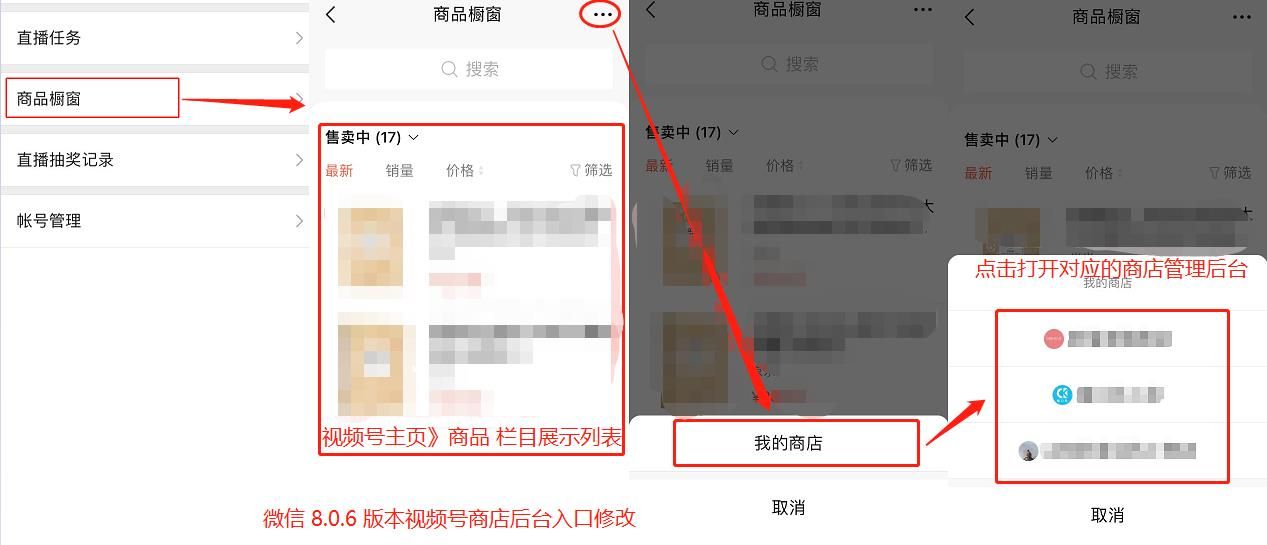 直播任务
商品橱窗
直播抽奖记录
帐号管理
商品橱窗
搜索
售卖中 (17)
最新 销量 价格 筛选
视频号主页》商品 栏目展示列表
商品橱窗
搜索
售卖中 (17)
最新 销量 价格 筛选
我的商店
取消
商品橱窗
搜索
售卖中 (17)
最新 销量 价格 筛选
点击打开对应的商店管理后台
我的商店
取消
微信 8.0.6 版本视频号商店后台入口修改